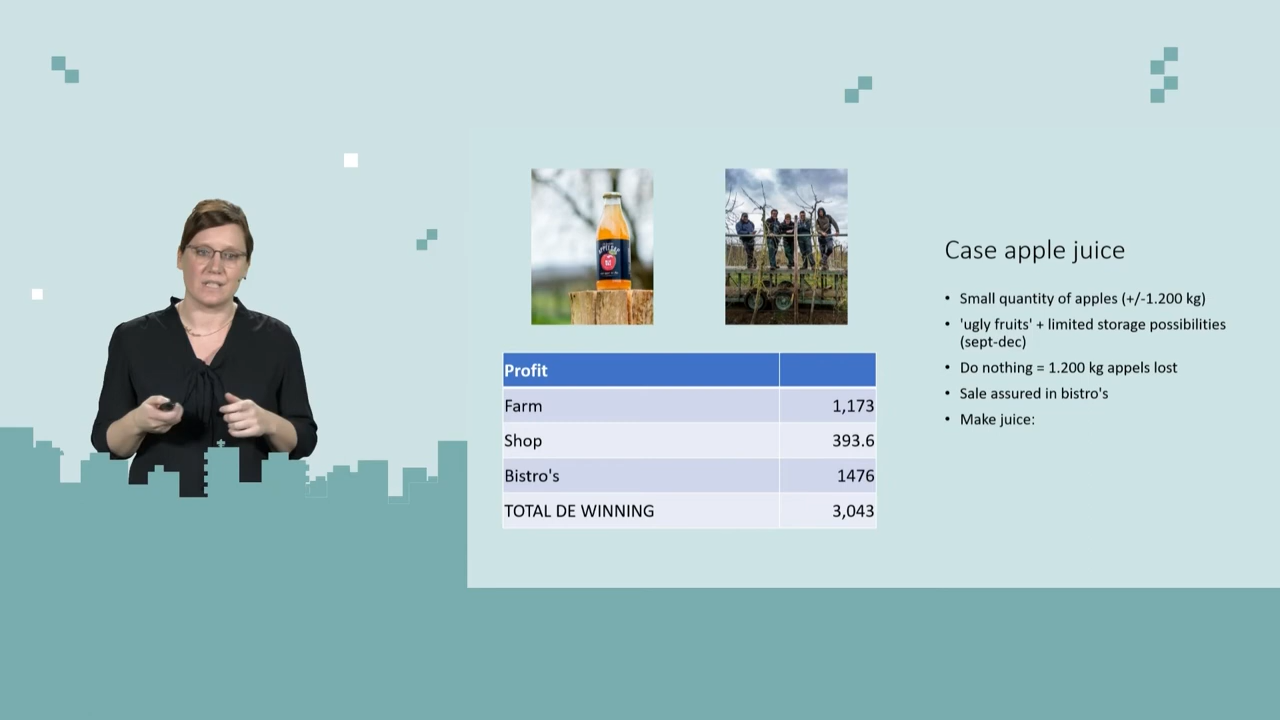 Case apple juice
• Small quantity of apples (+/-1.200 kg)
• 'ugly fruits' + limited storage possibilities
(sept-dec)
• Do nothing = 1.200 kg appels lost
• Sale assured in bistro's
• Make juice:
Profit
Farm 1,173
Shop 393.6
Bistro's 1476
TOTAL DE WINNING 3,043